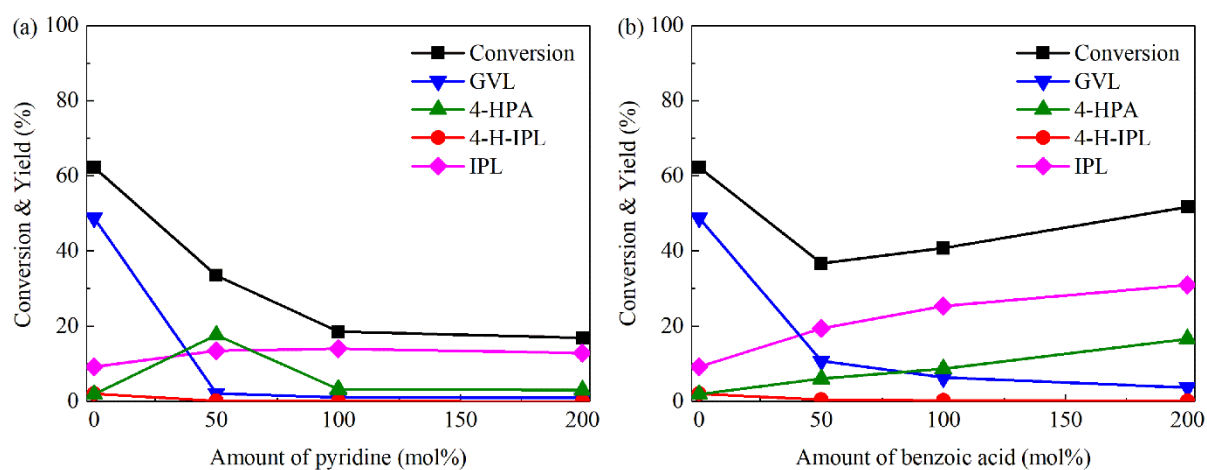 (a)
Conversion & Yield (%)
100
80
60
40
20
0
Conversion
GVL
4-HPA
4-H-IPL
IPL
0 50 100 200
Amount of pyridine (mol%)
(b)
Conversion & Yield (%)
100
80
60
40
20
0
Conversion
GVL
4-HPA
4-H-IPL
IPL
0 50 100 200
Amount of benzoic acid (mol%)